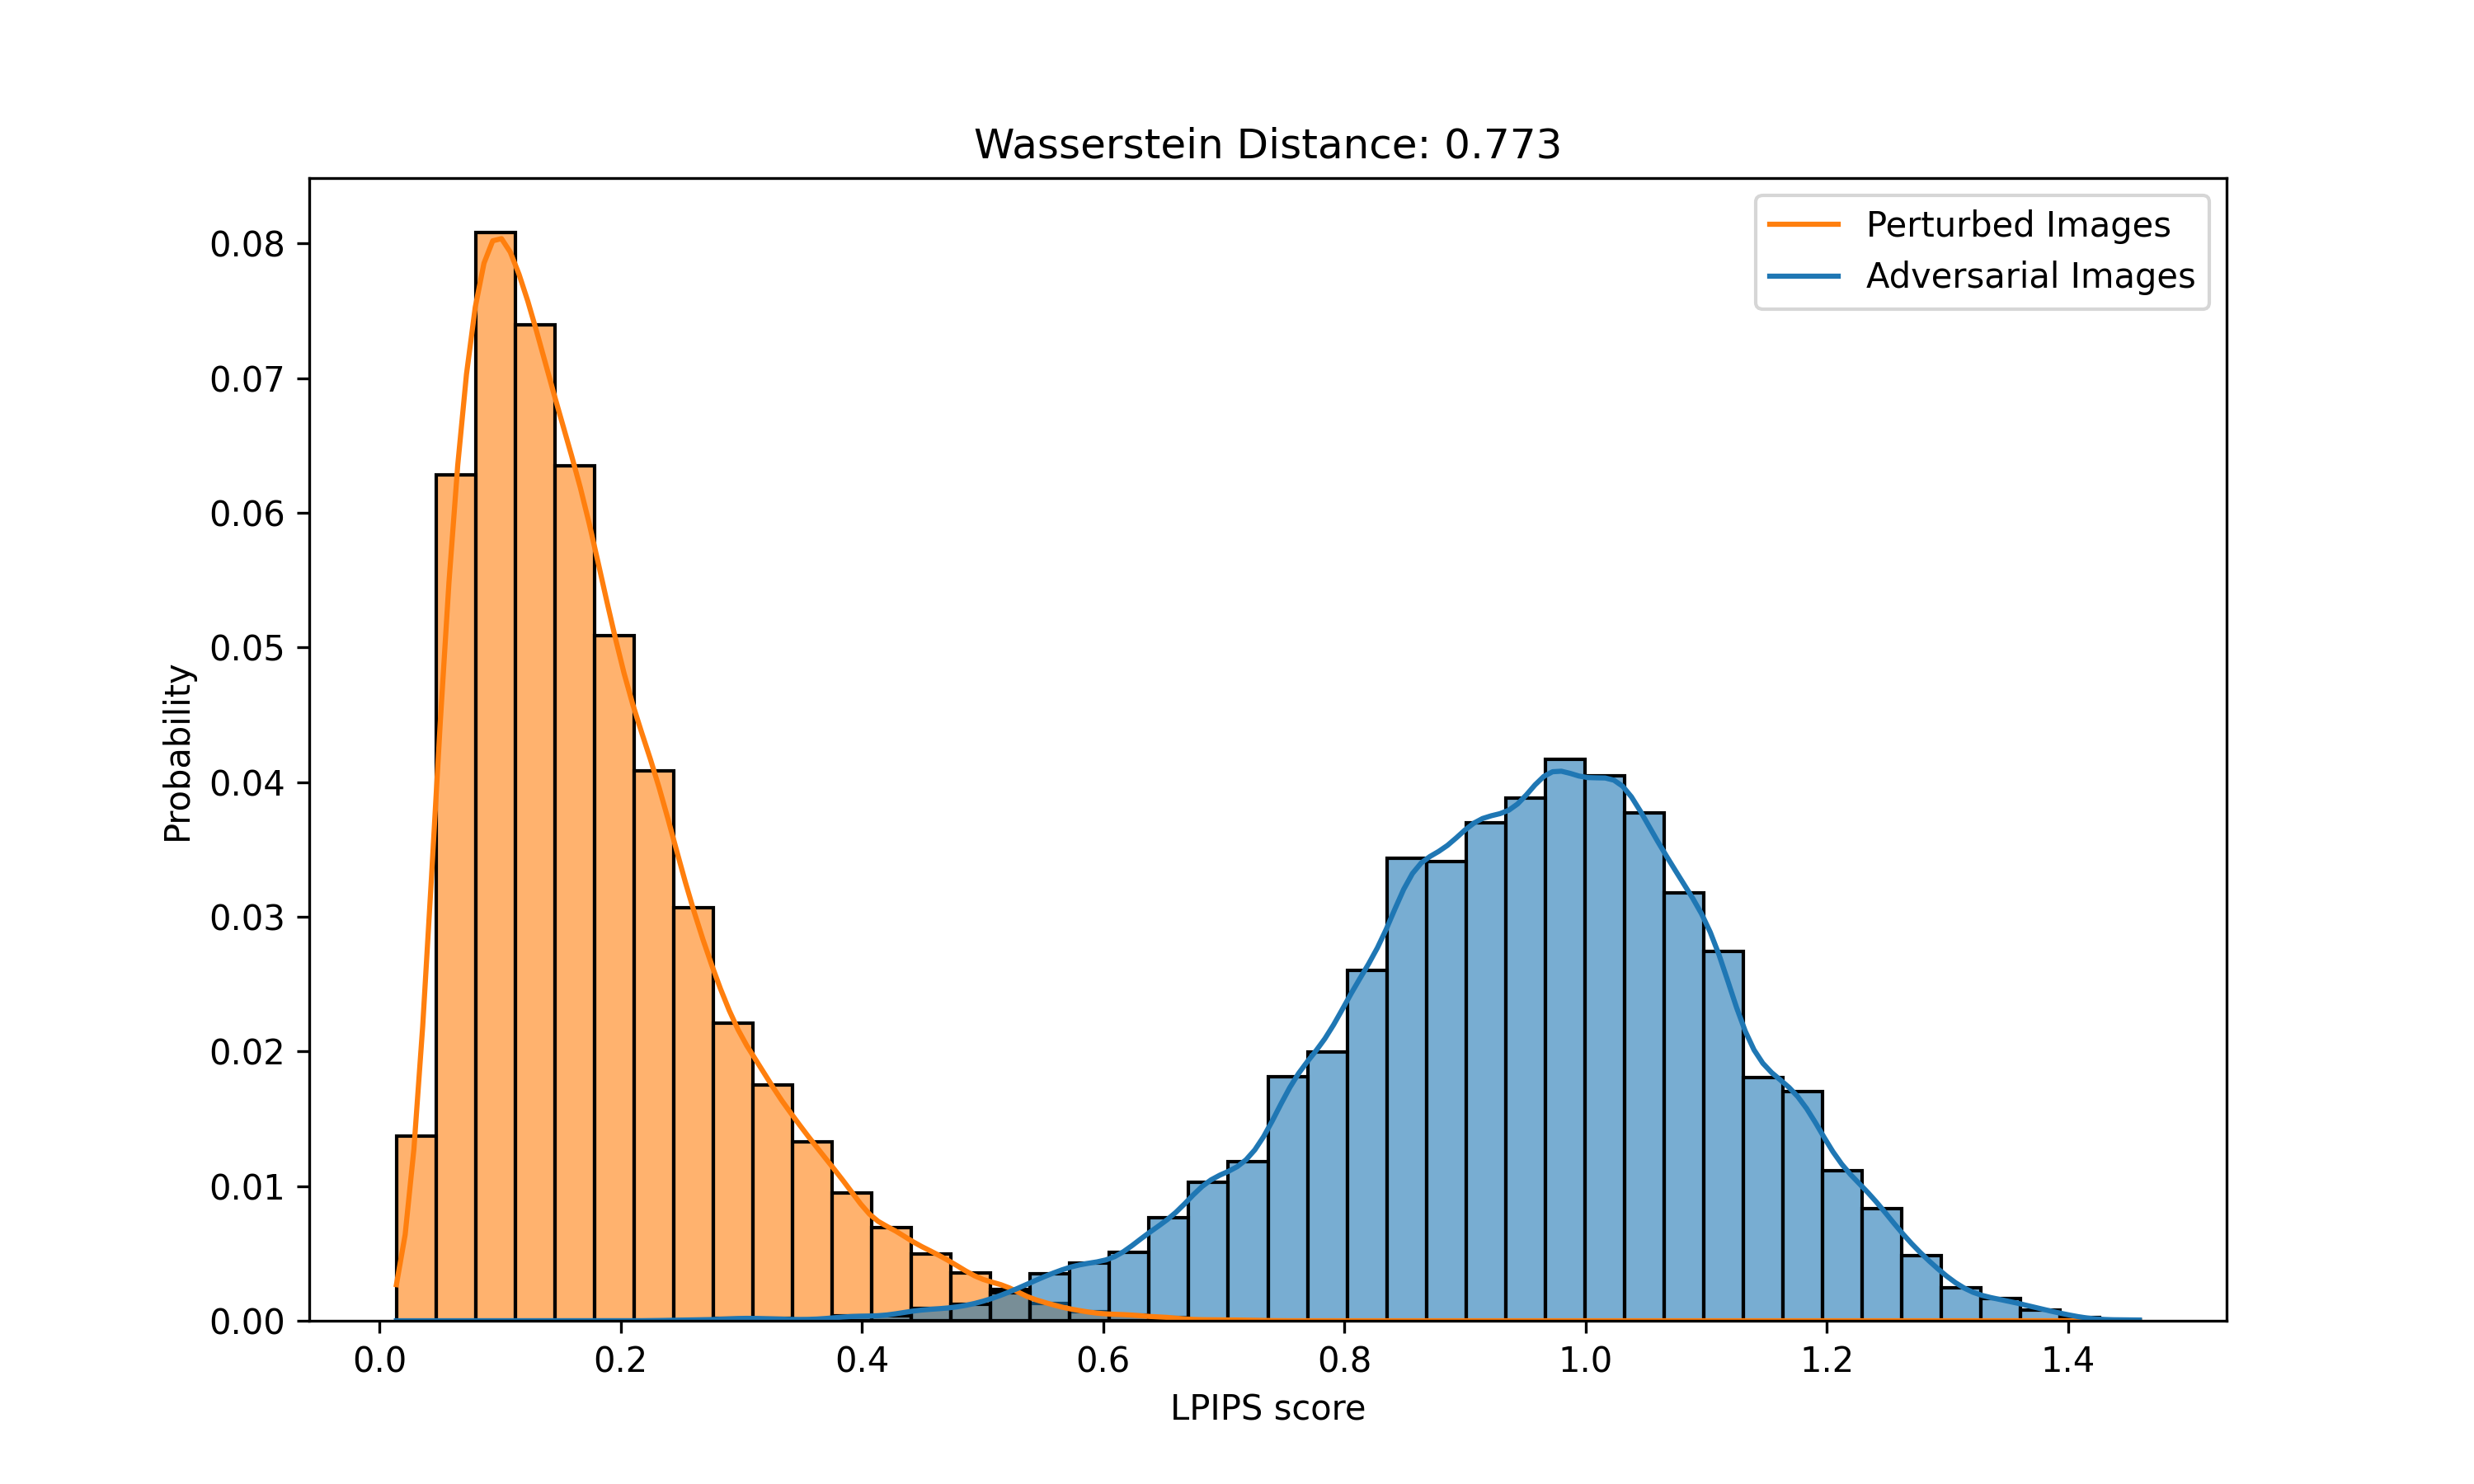 Wasserstein Distance: 0.773
Perturbed Images
Adversarial Images
0.08
0.07
0.06
0.05
0.04
0.03
0.02
0.01
0.00
Probability
0.0 0.2 0.4 0.6 0.8 1.0 1.2 1.4
LPIPS score